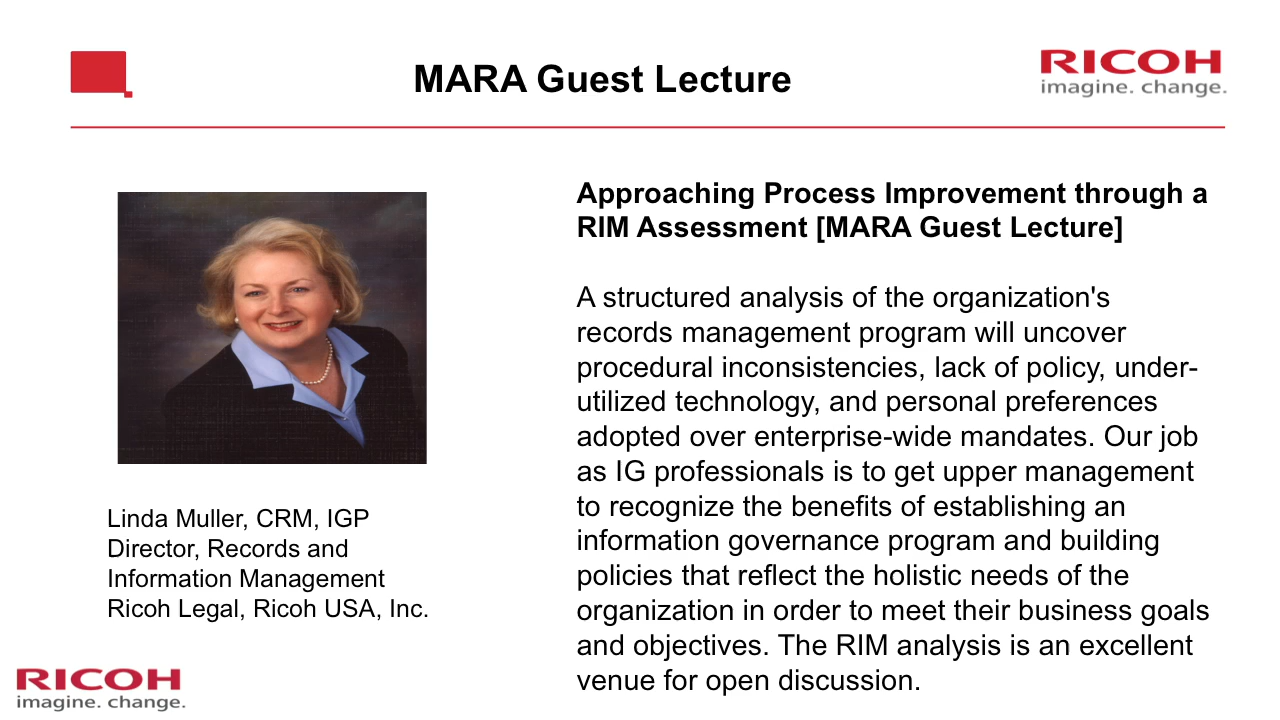 MARA Guest Lecture
RICOH
imagine. change.
Approaching Process Improvement through a
RIM Assessment [MARA Guest Lecture]
A structured analysis of the organization's
records management program will uncover
procedural inconsistencies, lack of policy, under-
utilized technology, and personal preferences
adopted over enterprise-wide mandates. Our job
as IG professionals is to get upper management
to recognize the benefits of establishing an
information governance program and building
policies that reflect the holistic needs of the
organization in order to meet their business goals
and objectives. The RIM analysis is an excellent
venue for open discussion.
Linda Muller, CRM, IGP
Director, Records and
Information Management
Ricoh Legal, Ricoh USA, Inc.
RICOH
imagine. change.